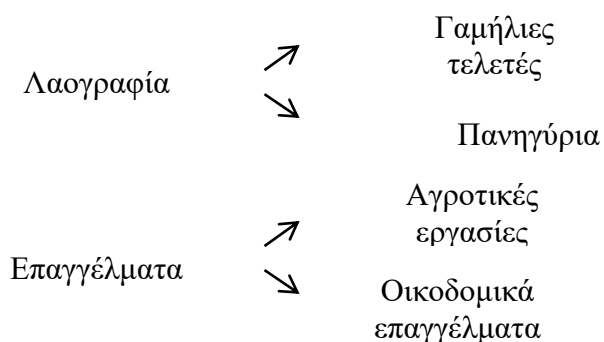 Λαογραφία
Γαμήλιες
τελετές
Πανηγύρια
Επαγγέλματα
Αγροτικές
εργασίες
Οικοδομικά
επαγγέλματα